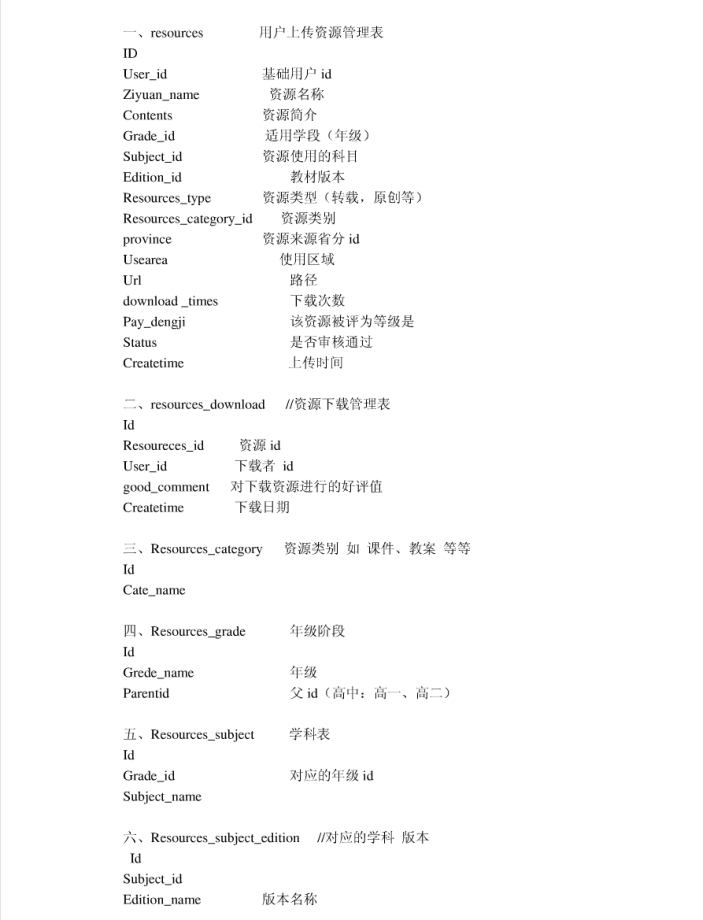 一、resources 用户上传资源管理表
ID
User_id 基础用户 id
Ziyuan_name 资源名称
Contents 资源简介
Grade_id 适用学段（年级）
Subject_id 资源使用的科目
Edition_id 教材版本
Resources_type 资源类型（转载，原创等）
Resources_category_id 资源类别
province 资源来源省分 id
Usearea 使用区域
Url 路径
download _times 下载次数
Pay_dengji 该资源被评为等级是
Status 是否审核通过
Createtime 上传时间
二、resources_download //资源下载管理表
Id
Resoureces_id 资源 id
User_id 下载者 id
good_comment 对下载资源进行的好评值
Createtime 下载日期
三、Resources_category 资源类别 如 课件、教案 等等
Id
Cate_name
四、Resources_grade 年级阶段
Id
Grede_name 年级
Parentid 父 id（高中：高一、高二）
五、Resources_subject 学科表
Id
Grade_id 对应的年级 id
Subject_name
六、Resources_subject_edition //对应的学科 版本
Id
Subject_id
Edition_name 版本名称